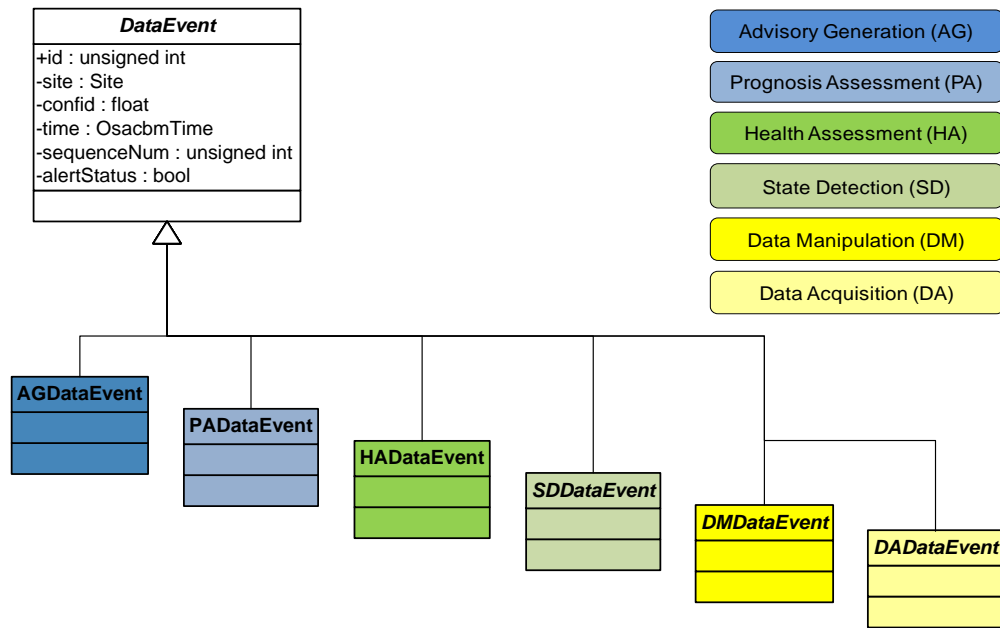 DataEvent
+id : unsigned int
-site : Site
-confid : float
-time : OsacbmTime
-sequenceNum : unsigned int
-alertStatus : bool
Advisory Generation (AG)
Prognosis Assessment (PA)
Health Assessment (HA)
State Detection (SD)
Data Manipulation (DM)
Data Acquisition (DA)
AGDataEvent
PADataEvent
HADataEvent
SDDataEvent
DMDataEvent
DADataEvent